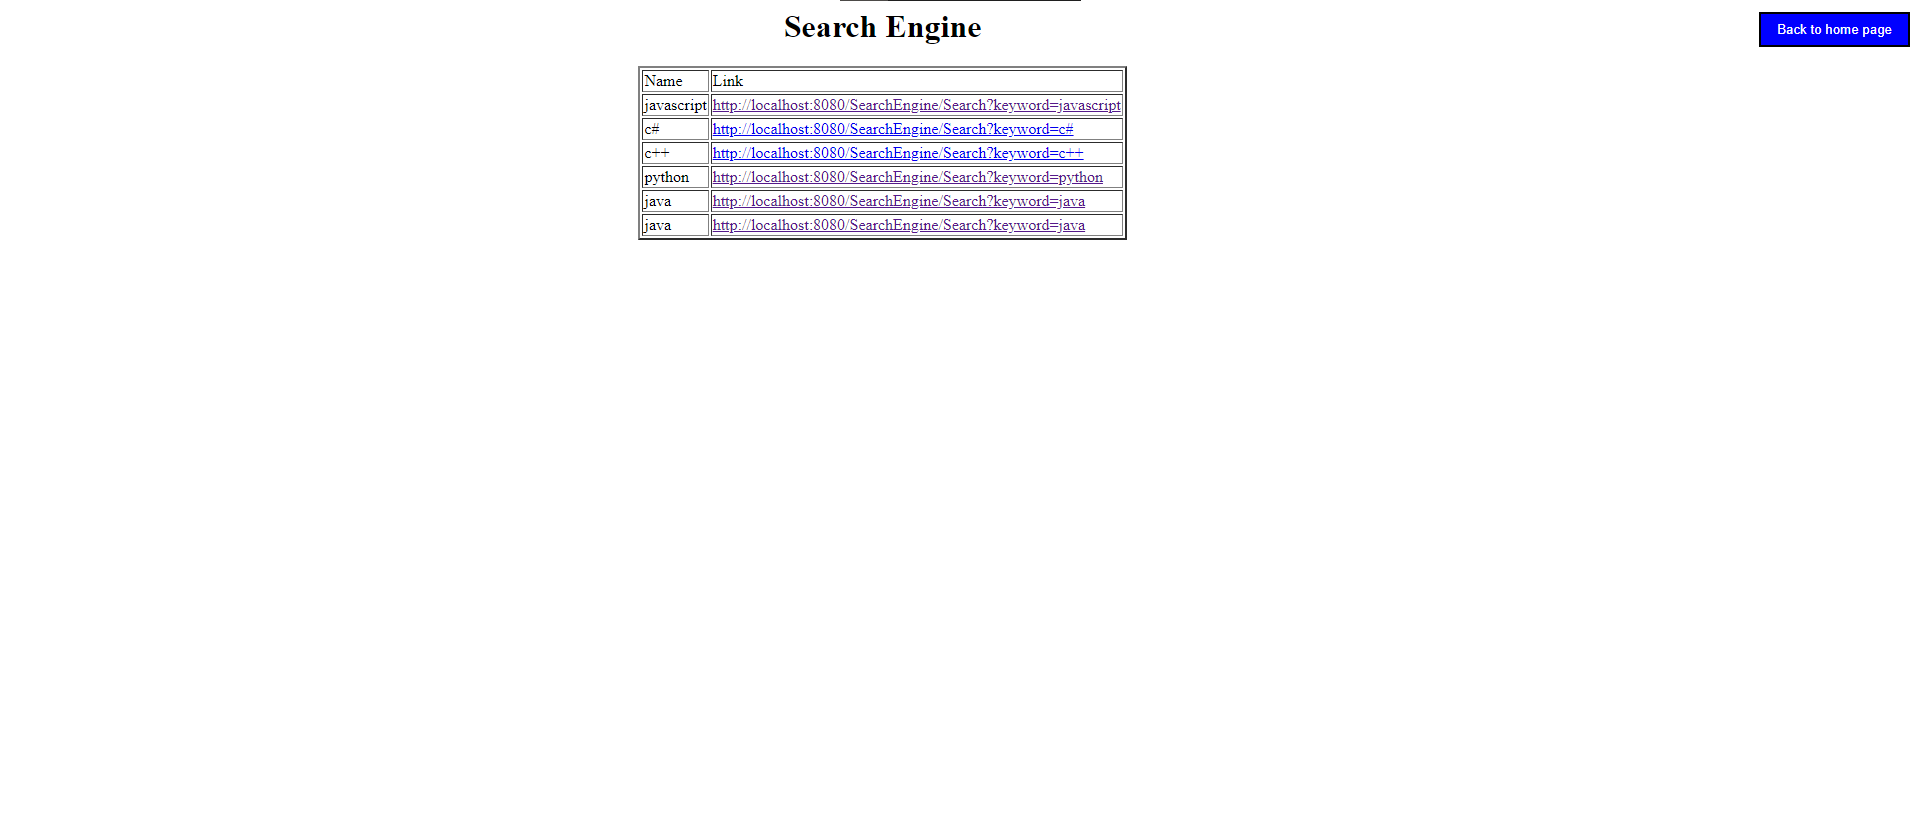 Search Engine
Back to home page
Name Link
javascript http://localhost:8080/SearchEngine/Search?keyword=javascript
c# http://localhost:8080/SearchEngine/Search?keyword=c#
c++ http://localhost:8080/SearchEngine/Search?keyword=c++
python http://localhost:8080/SearchEngine/Search?keyword=python
java http://localhost:8080/SearchEngine/Search?keyword=java
java http://localhost:8080/SearchEngine/Search?keyword=java